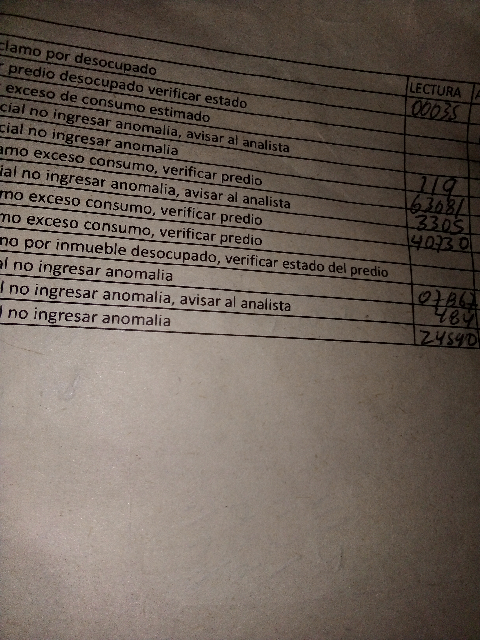 clamo por desocupado
r predio desocupado verificar estado LECTURA
r exceso de consumo estimado 00035
cial no ingresar anomalia, avisar al analista
cial no ingresar anomalia
amo exceso consumo, verificar predio
ial no ingresar anomalia, avisar al analista 119
mo exceso consumo, verificar predio 63081
mo exceso consumo, verificar predio 3305
no por inmueble desocupado, verificar estado del predio 40730
al no ingresar anomalia
l no ingresar anomalia, avisar al analista 484
l no ingresar anomalia 24590